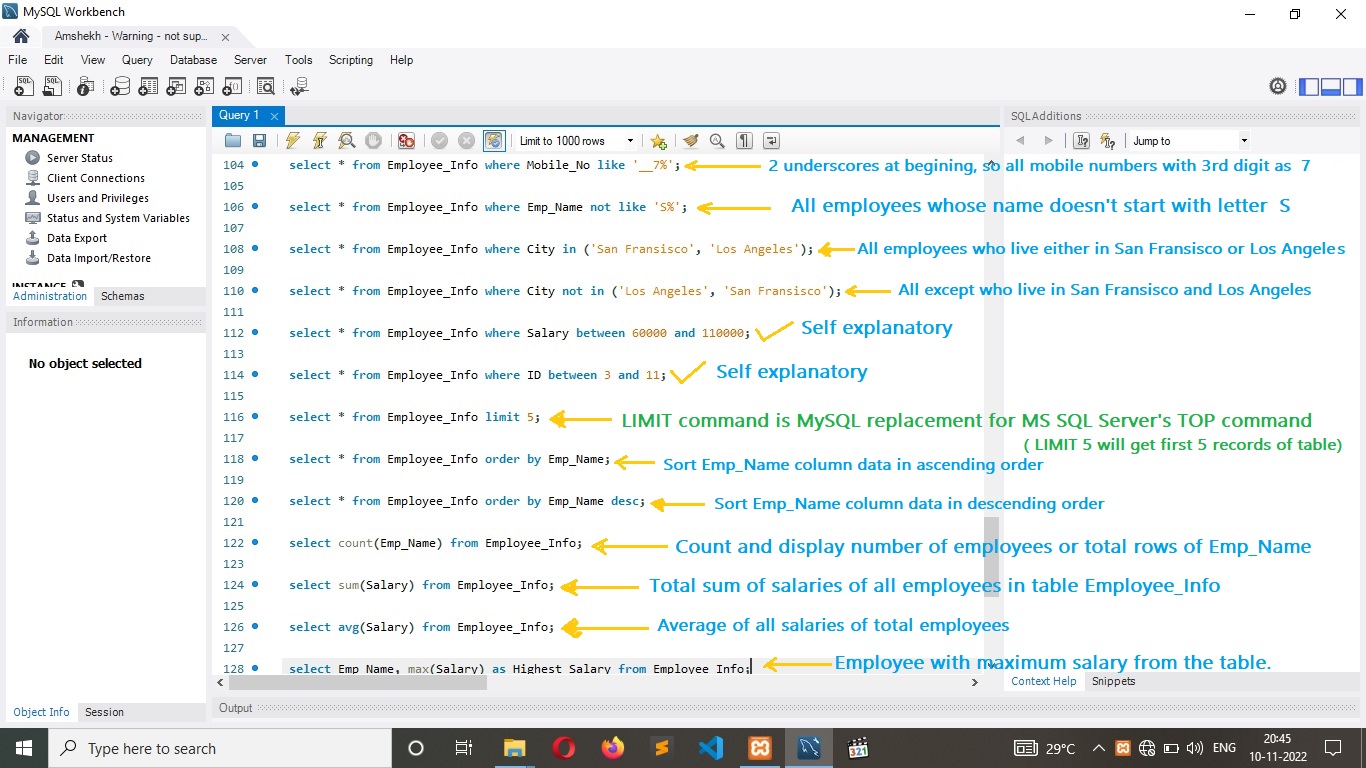 MySQL Workbench
Amshekh - Warning - not sup...
File Edit View Query Database Server Tools Scripting Help
Navigator
MANAGEMENT
Server Status
Client Connections
Users and Privileges
Status and System Variables
Data Export
Data Import/Restore
INSTANCE
Administration Schemas
Information
No object selected
Object Info Session
Query 1
Limit to 1000 rows
104 select * from Employee_Info where Mobile_No like '__7%'; 2 underscores at begining, so all mobile numbers with 3rd digit as 7
105
106 select * from Employee_Info where Emp_Name not like 'S%'; All employees whose name doesn't start with letter S
107
108 select * from Employee_Info where City in ('San Fransisco', 'Los Angeles'); All employees who live either in San Fransisco or Los Angeles
109
110 select * from Employee_Info where City not in ('Los Angeles', 'San Fransisco'); All except who live in San Fransisco and Los Angeles
111
112 select * from Employee_Info where Salary between 60000 and 110000; Self explanatory
113
114 select * from Employee_Info where ID between 3 and 11; Self explanatory
115
116 select * from Employee_Info limit 5; LIMIT command is MySQL replacement for MS SQL Server's TOP command
117
( LIMIT 5 will get first 5 records of table)
118 select * from Employee_Info order by Emp_Name; Sort Emp_Name column data in ascending order
119
120 select * from Employee_Info order by Emp_Name desc; Sort Emp_Name column data in descending order
121
122 select count(Emp_Name) from Employee_Info; Count and display number of employees or total rows of Emp_Name
123
124 select sum(Salary) from Employee_Info; Total sum of salaries of all employees in table Employee_Info
125
126 select avg(Salary) from Employee_Info; Average of all salaries of total employees
127
128 select Emp_Name, max(Salary) as Highest_Salary from Employee_Info; Employee with maximum salary from the table.
Output
SQLAdditions
Jump to
Context Help Snippets
Type here to search
321
29°C
ENG
20:45
10-11-2022